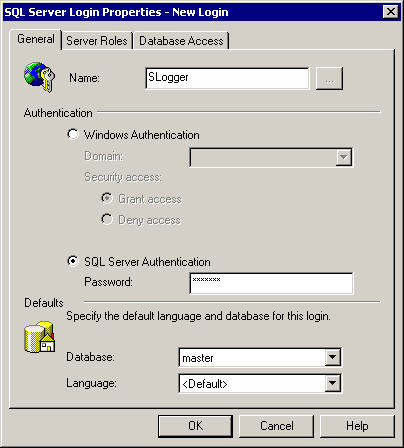 SQL Server Login Properties - New Login
General Server Roles Database Access
Name: SLogger ...
Authentication
Windows Authentication
Domain:
Security access:
Grant access
Deny access
SQL Server Authentication
Password: *******
Defaults
Specify the default language and database for this login.
Database: master
Language: <Default>
OK Cancel Help